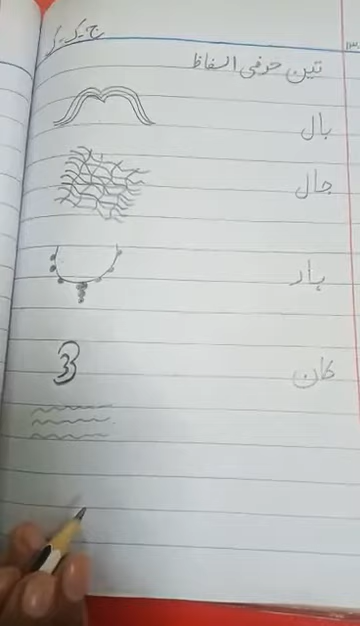 تین حرفی الفاظ
بال
جال
ہار
کان